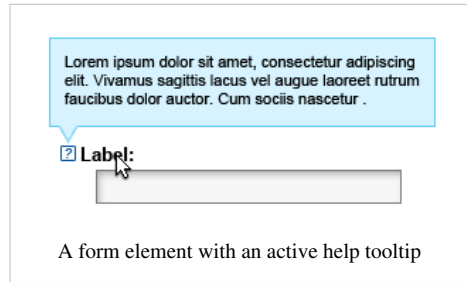 Lorem ipsum dolor sit amet, consectetur adipiscing
elit. Vivamus sagittis lacus vel augue laoreet rutrum
faucibus dolor auctor. Cum sociis nascetur .
? Label:
A form element with an active help tooltip